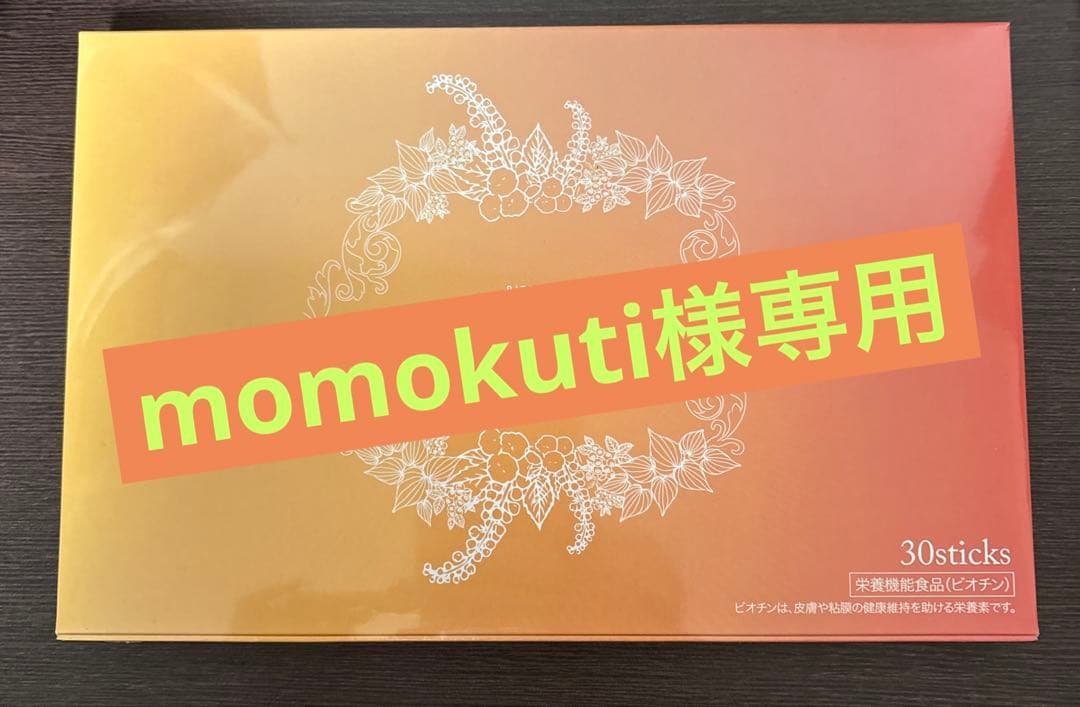 momokuti様専用
30sticks
栄養機能食品(ビオチン)
ビオチンは、皮膚や粘膜の健康維持を助ける栄養素です。